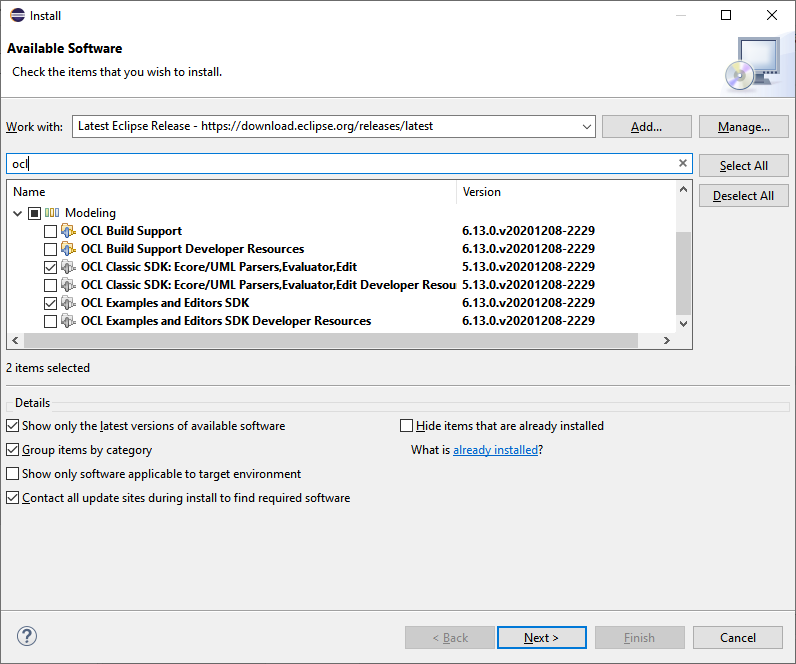 Install
Available Software
Check the items that you wish to install.
Work with: Latest Eclipse Release - https://download.eclipse.org/releases/latest Add... Manage...
ocl Select All
Name Version Deselect All
Modeling
OCL Build Support 6.13.0.v20201208-2229
OCL Build Support Developer Resources 6.13.0.v20201208-2229
OCL Classic SDK: Ecore/UML Parsers,Evaluator,Edit 5.13.0.v20201208-2229
OCL Classic SDK: Ecore/UML Parsers,Evaluator,Edit Developer Resou 5.13.0.v20201208-2229
OCL Examples and Editors SDK 6.13.0.v20201208-2229
OCL Examples and Editors SDK Developer Resources 6.13.0.v20201208-2229
2 items selected
Details
Show only the latest versions of available software Hide items that are already installed
Group items by category What is already installed?
Show only software applicable to target environment
Contact all update sites during install to find required software
? < Back Next > Finish Cancel